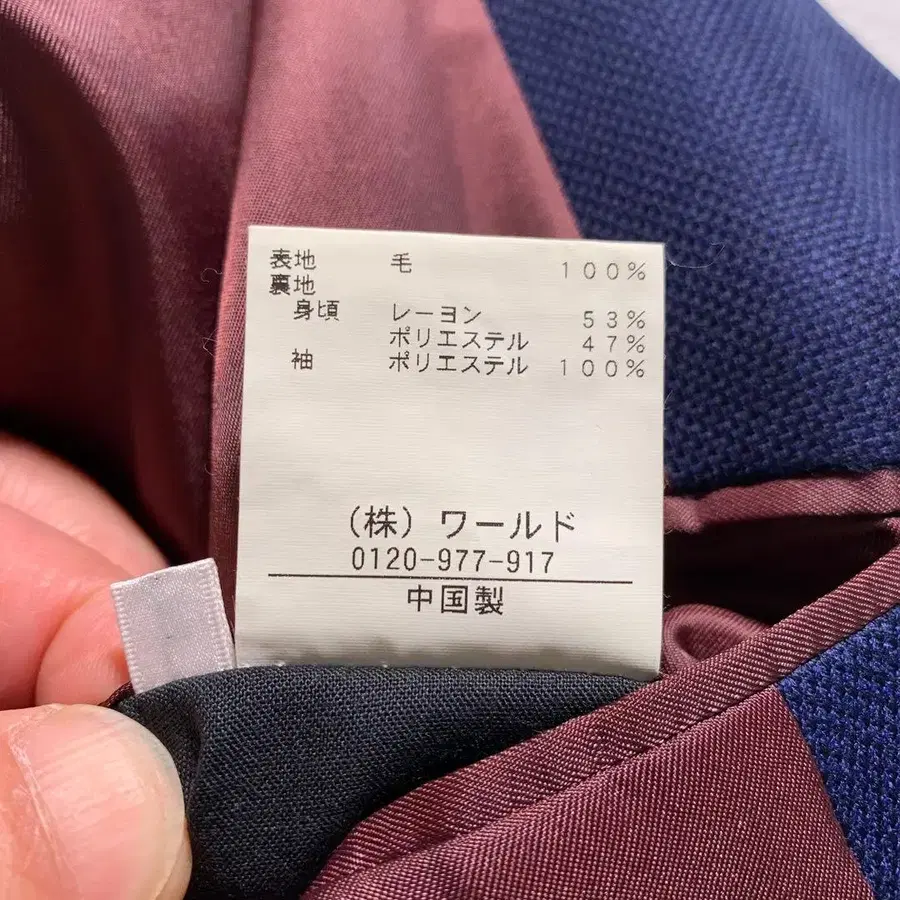 表地 毛 100%
裏地
身頃 レーヨン 53%
ポリエステル 47%
袖 ポリエステル 100%
(株) ワールド
0120-977-917
中国製